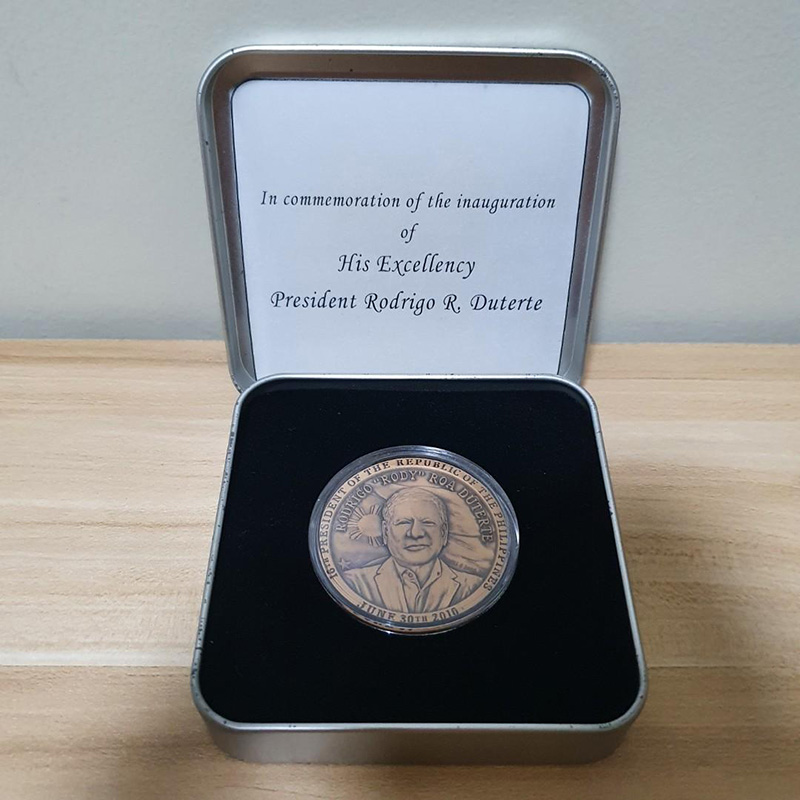 In commemoration of the inauguration
of
His Excellency
President Rodrigo R. Duterte
16TH PRESIDENT OF THE REPUBLIC OF THE PHILIPPINES
RODRIGO "RODY" ROA DUTERTE
JUNE 30TH 2010